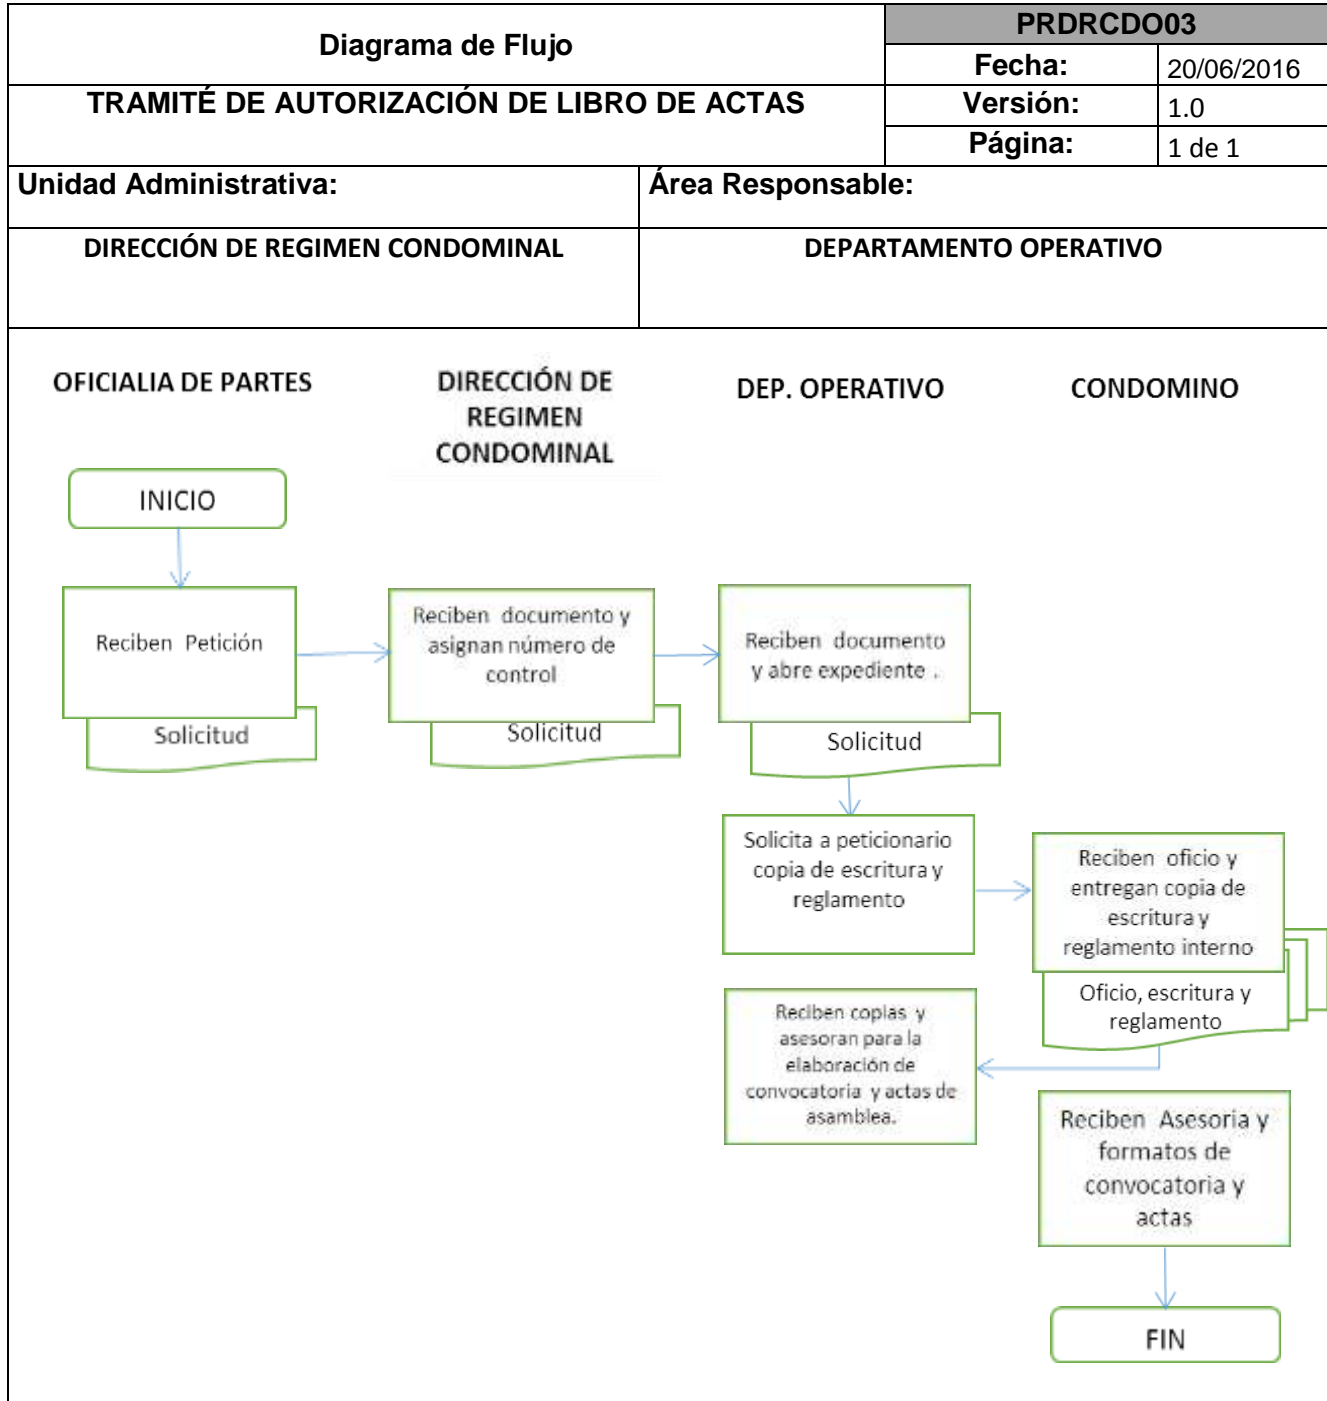 Diagrama de Flujo
PRDRCDO03
Fecha:
20/06/2016
TRAMITÉ DE AUTORIZACIÓN DE LIBRO DE ACTAS
Versión:
1.0
Página:
1 de 1
Unidad Administrativa:
Área Responsable:
DIRECCIÓN DE REGIMEN CONDOMINAL
DEPARTAMENTO OPERATIVO
OFICIALIA DE PARTES
DIRECCIÓN DE
REGIMEN
CONDOMINAL
DEP. OPERATIVO
CONDOMINO
INICIO
Reciben Petición
Solicitud
Reciben documento y
asignan número de
control
Solicitud
Reciben documento
y abre expediente .
Solicitud
Solicita a peticionario
copia de escritura y
reglamento
Reciben oficio y
entregan copia de
escritura y
reglamento interno
Oficio, escritura y
reglamento
Reciben copias y
asesoran para la
elaboración de
convocatoria y actas de
asamblea.
Reciben Asesoria y
formatos de
convocatoria y
actas
FIN